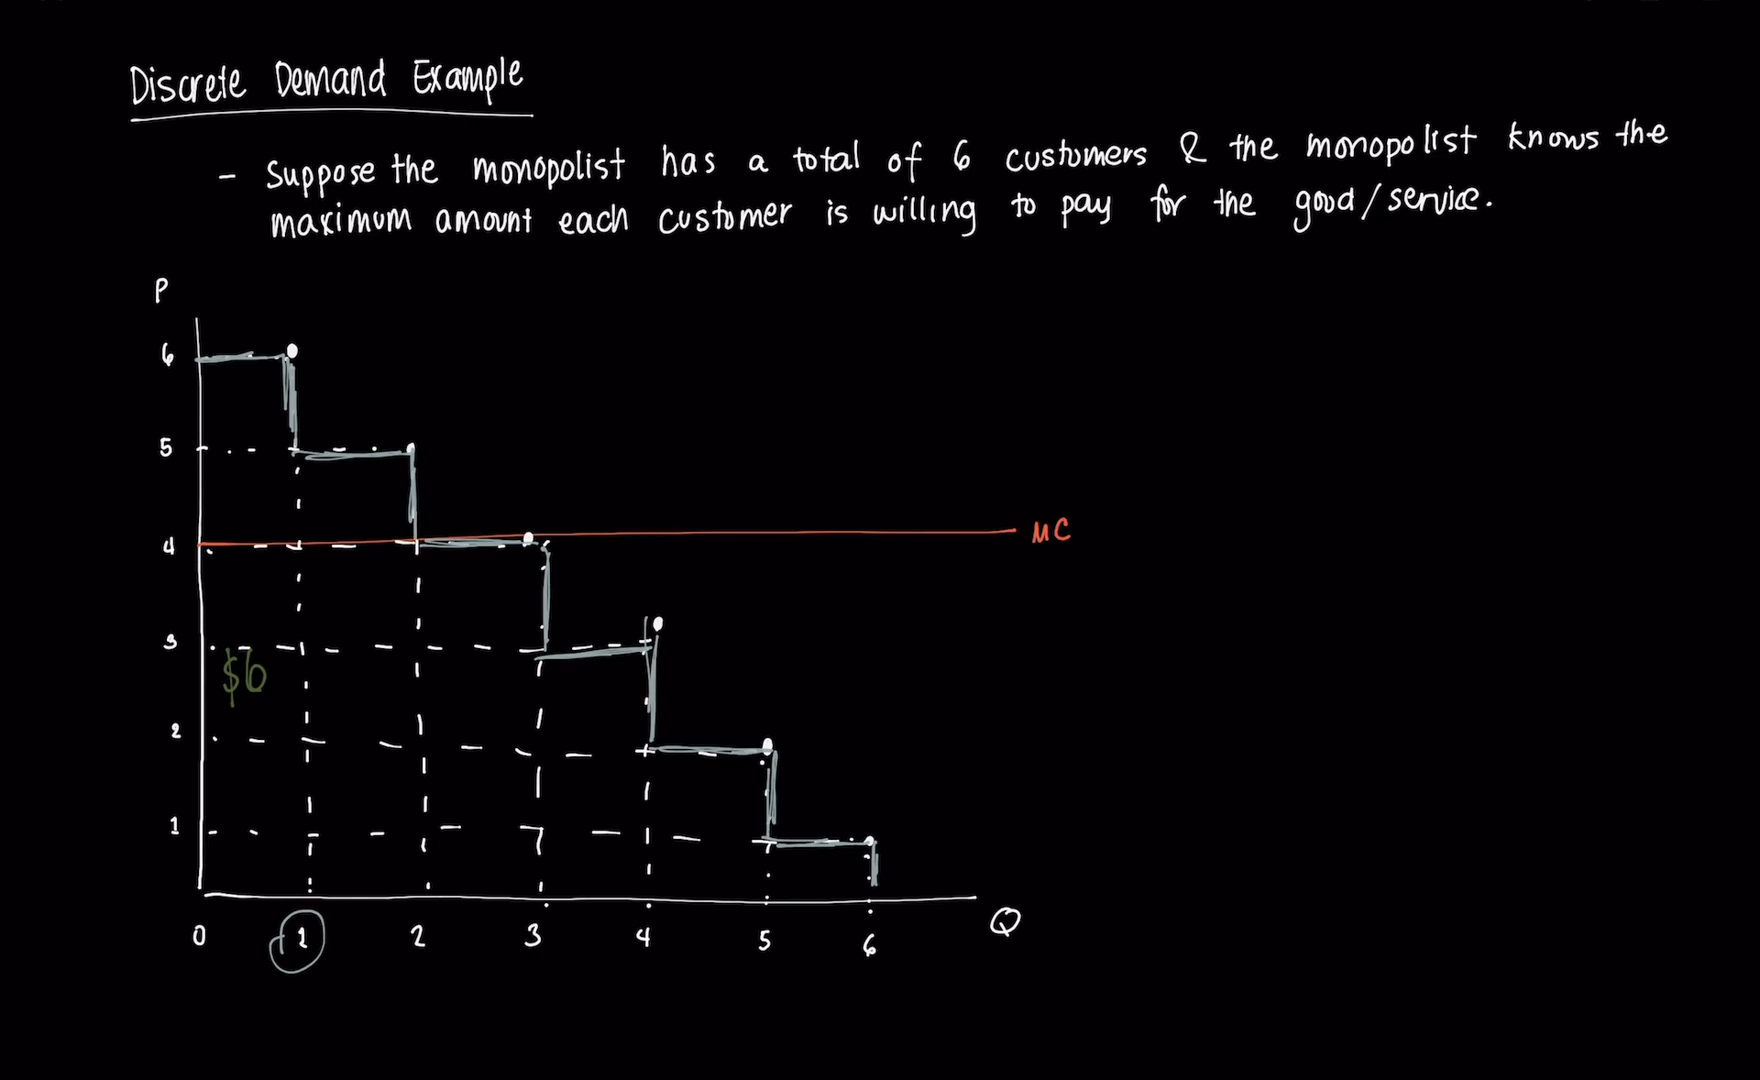 Discrete Demand Example
- Suppose the monopolist has a total of 6 customers & the monopolist knows the
maximum amount each customer is willing to pay for the good/service.
P
6
5
4
MC
3
$6
2
1
0 1 2 3 4 5 6 Q